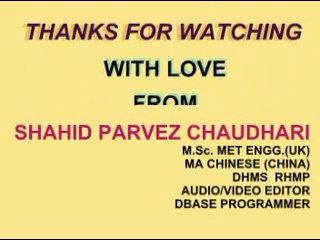 THANKS FOR WATCHING
WITH LOVE
FROM
SHAHID PARVEZ CHAUDHARI
M.Sc. MET ENGG.(UK)
MA CHINESE (CHINA)
DHMS RHMP
AUDIO/VIDEO EDITOR
DBASE PROGRAMMER